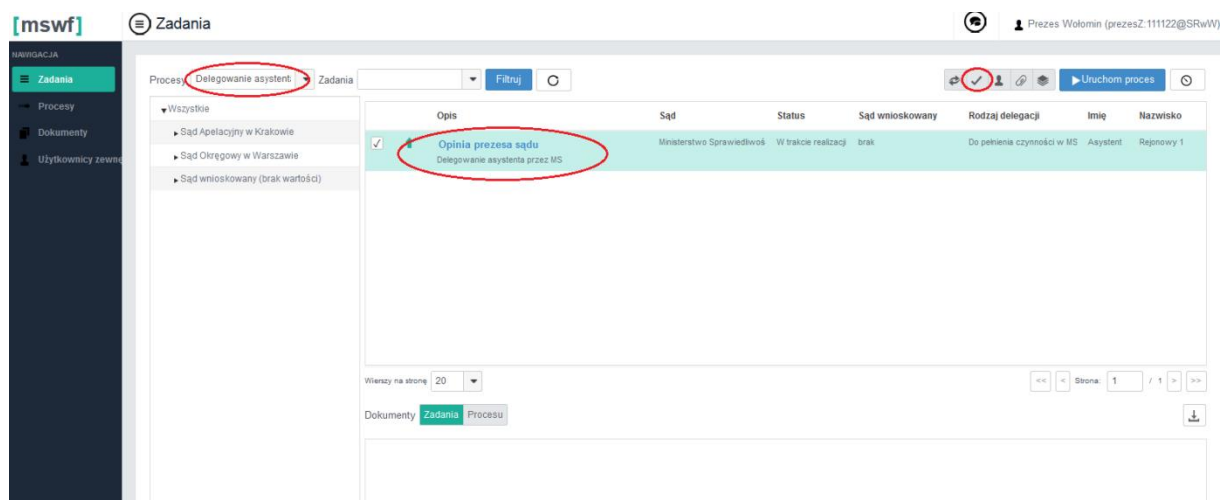 [mswf] Zadania Prezes Wołomin (prezesZ:111122@SRwW)
NAWIGACJA
Zadania
Procesy
Dokumenty
Użytkownicy zewnę
Procesy Delegowanie asystent Zadania Filtruj Uruchom proces
Wszystkie
Sąd Apelacyjny w Krakowie
Sąd Okręgowy w Warszawie
Sąd wnioskowany (brak wartości)
Opis Sąd Status Sąd wnioskowany Rodzaj delegacji Imię Nazwisko
Opinia prezesa sądu Ministerstwo Sprawiedliwoś W trakcie realizacji brak Do pełnienia czynności w MS Asystent Rejonowy 1
Delegowanie asystenta przez MS
Wierszy na stronę 20 << < Strona: 1 / 1 > >>
Dokumenty Zadania Procesu